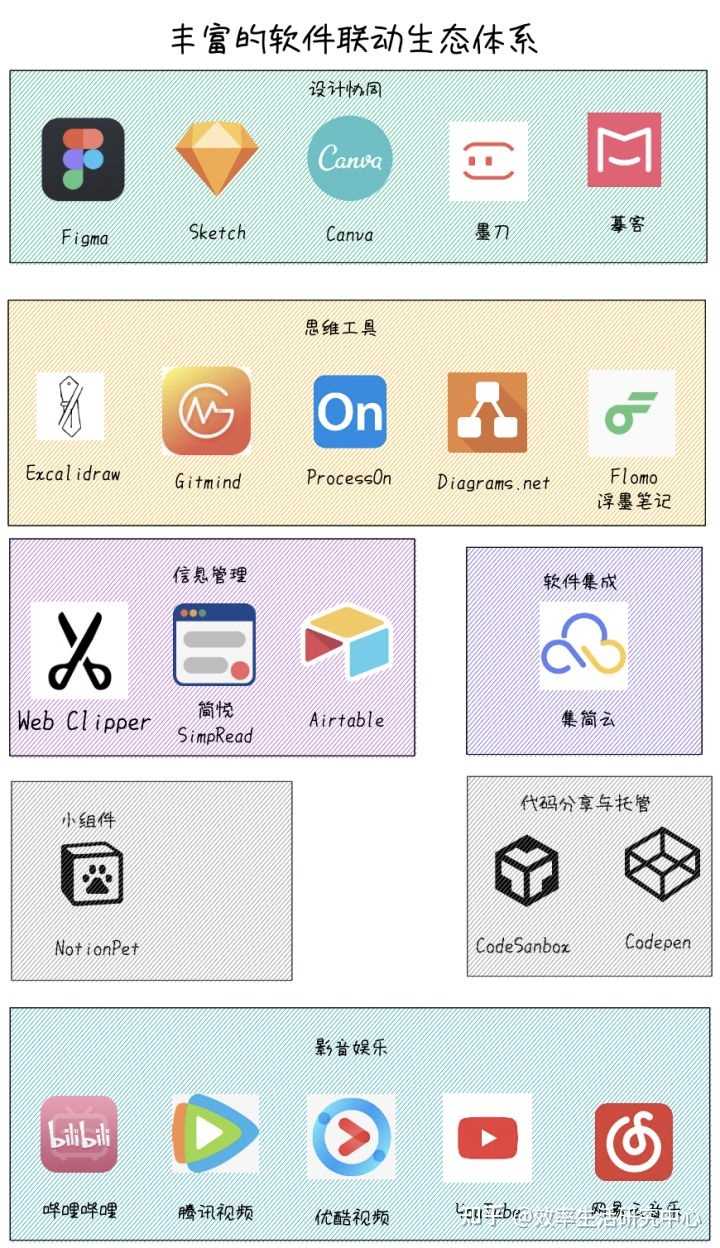 丰富的软件联动生态体系
设计协同
Canva
Figma
Sketch
Canva
墨刀
摹客
思维工具
On
Excalidraw
Gitmind
ProcessOn
Diagrams.net
Flomo
浮墨笔记
信息管理
Web Clipper
简悦
SimpRead
Airtable
软件集成
集简云
小组件
NotionPet
代码分享与托管
CodeSanbox
Codepen
影音娱乐
bilibili
哔哩哔哩
腾讯视频
优酷视频
YouTube
网易云音乐
知乎 @效率生活研究中心